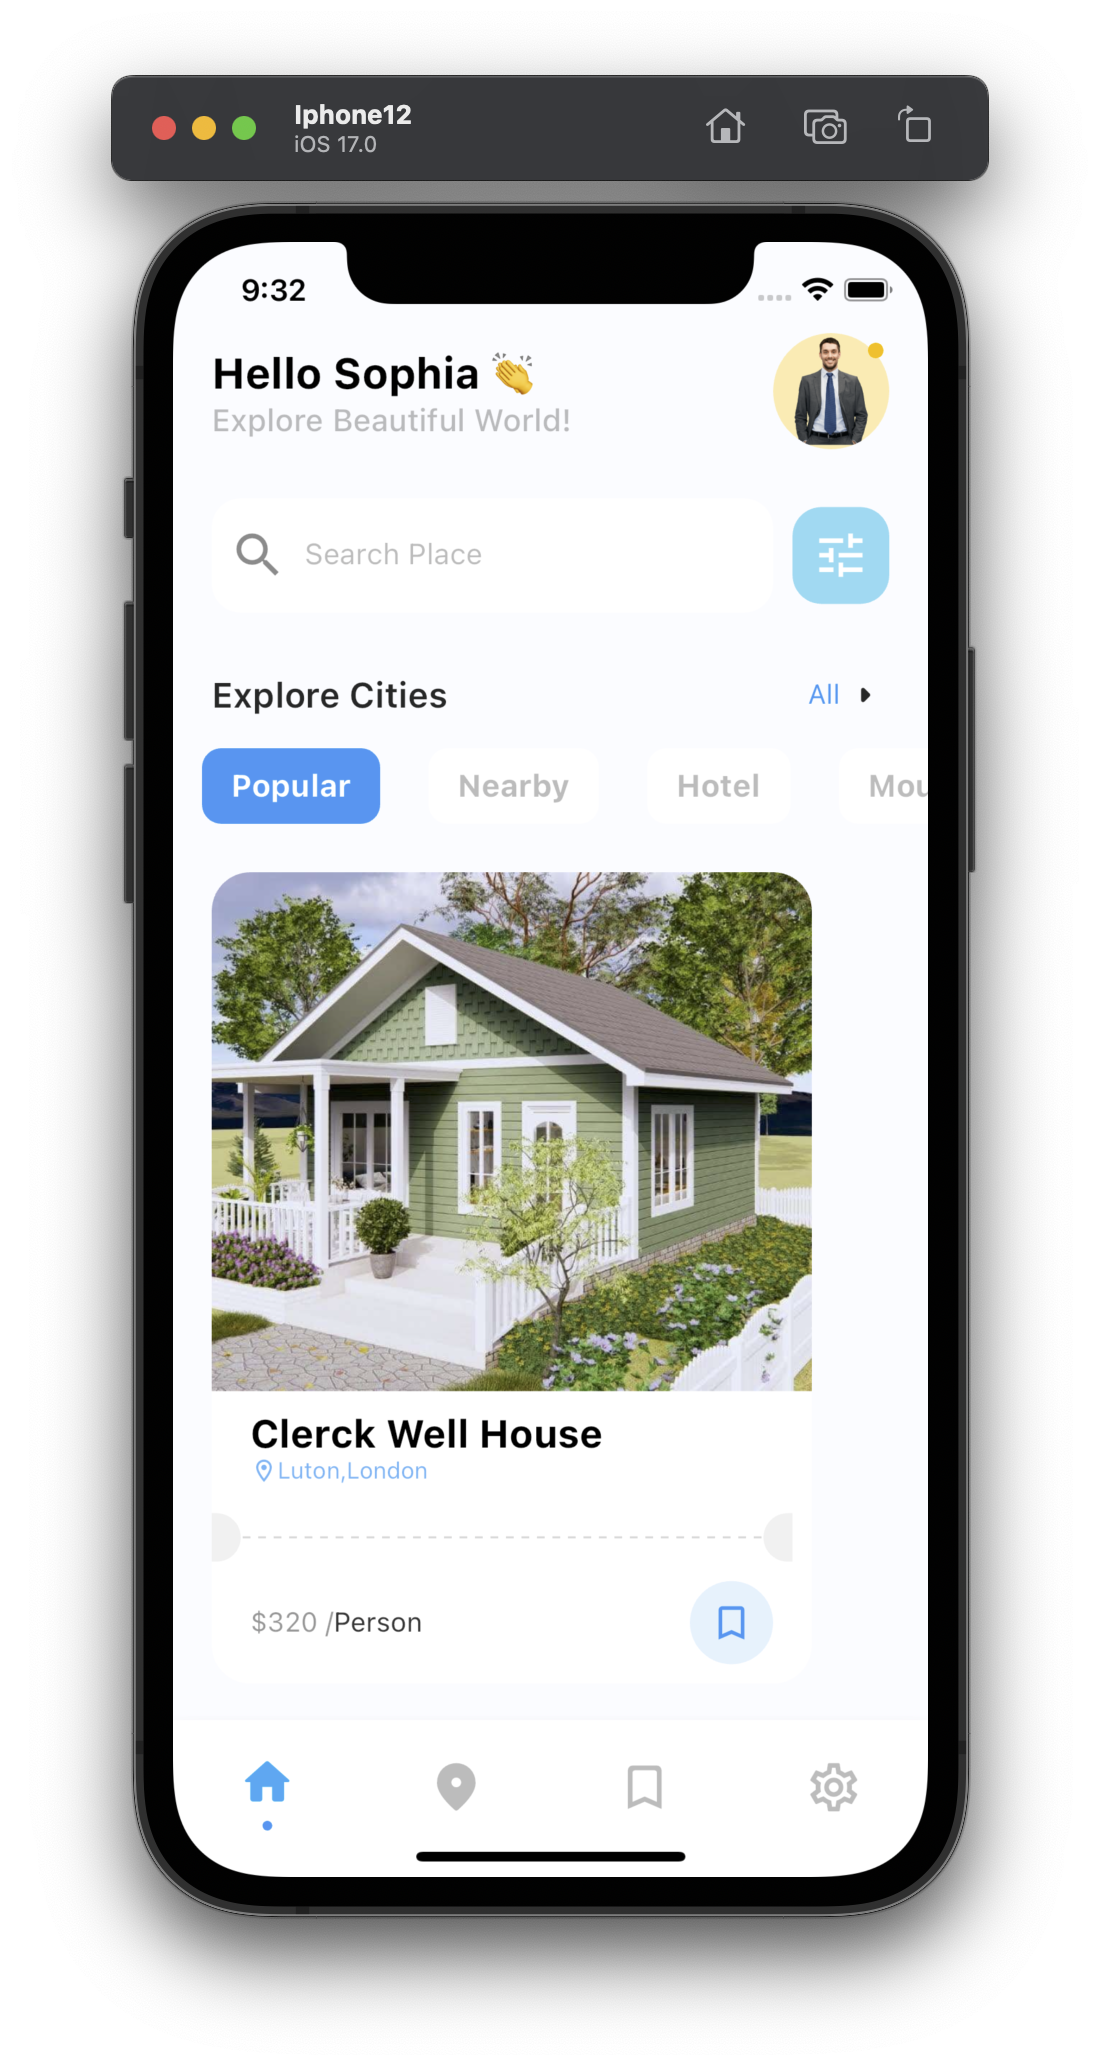 Iphone12
iOS 17.0
9:32
Hello Sophia 👏
Explore Beautiful World!
Search Place
Explore Cities
All
Popular Nearby Hotel Mou
Clerck Well House
Luton,London
$320 /Person